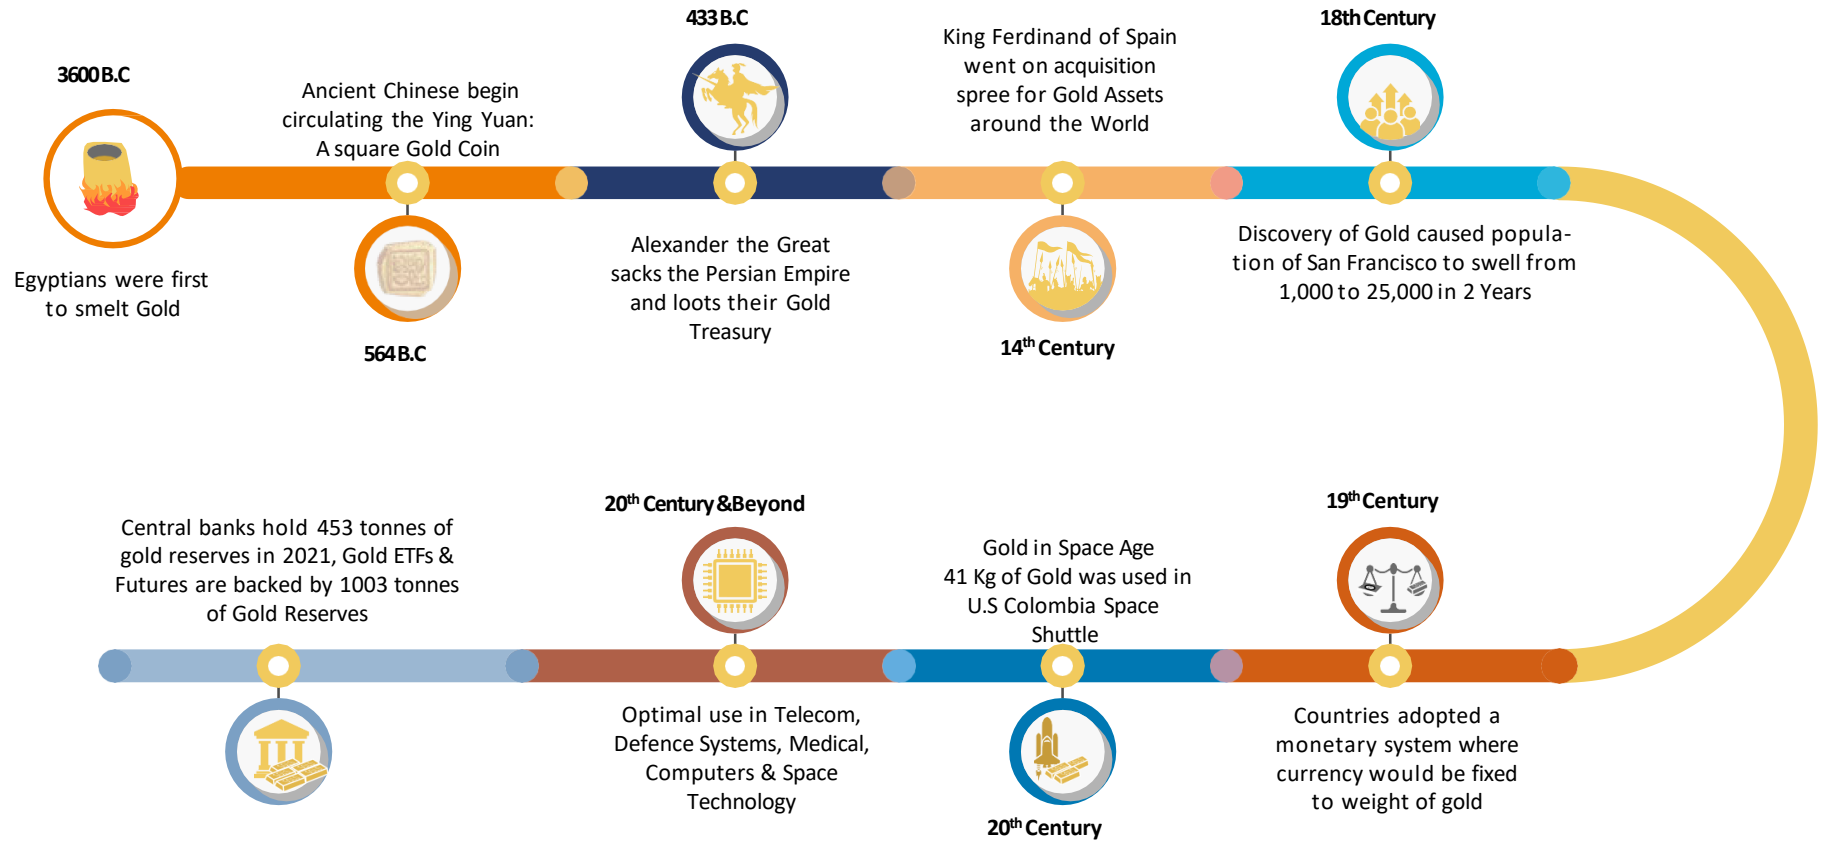 3600 B.C
Egyptians were first
to smelt Gold
Ancient Chinese begin
circulating the Ying Yuan:
A square Gold Coin
564 B.C
433 B.C
Alexander the Great
sacks the Persian Empire
and loots their Gold
Treasury
King Ferdinand of Spain
went on acquisition
spree for Gold Assets
around the World
14th Century
18th Century
Discovery of Gold caused popula-
tion of San Francisco to swell from
1,000 to 25,000 in 2 Years
19th Century
Countries adopted a
monetary system where
currency would be fixed
to weight of gold
Gold in Space Age
41 Kg of Gold was used in
U.S Colombia Space
Shuttle
20th Century
20th Century &Beyond
Optimal use in Telecom,
Defence Systems, Medical,
Computers & Space
Technology
Central banks hold 453 tonnes of
gold reserves in 2021, Gold ETFs &
Futures are backed by 1003 tonnes
of Gold Reserves